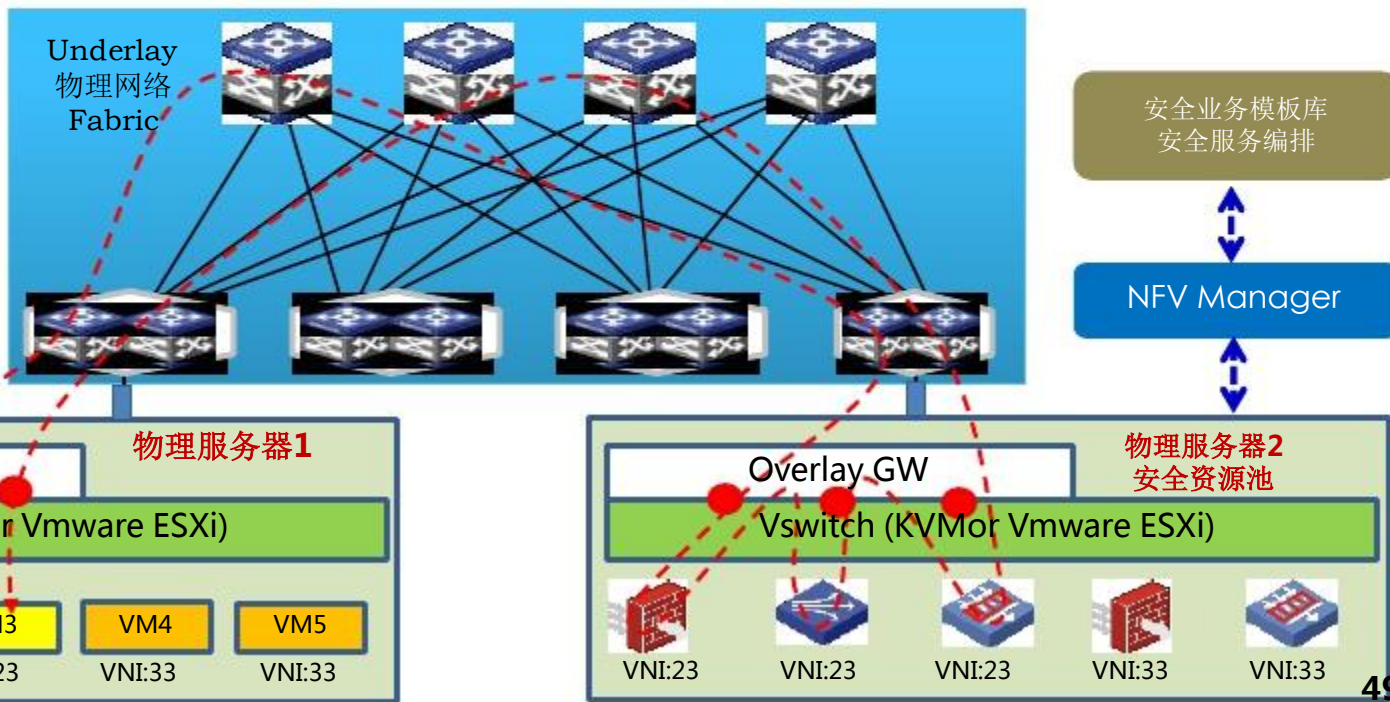 Underlay
物理网络
Fabric
安全业务模板库
安全服务编排
NFV Manager
物理服务器1
r Vmware ESXi)
VM4
VM5
23
VNI:33
VNI:33
物理服务器2
安全资源池
Overlay GW
Vswitch (KVMor Vmware ESXi)
VNI:23
VNI:23
VNI:23
VNI:33
VNI:33
49